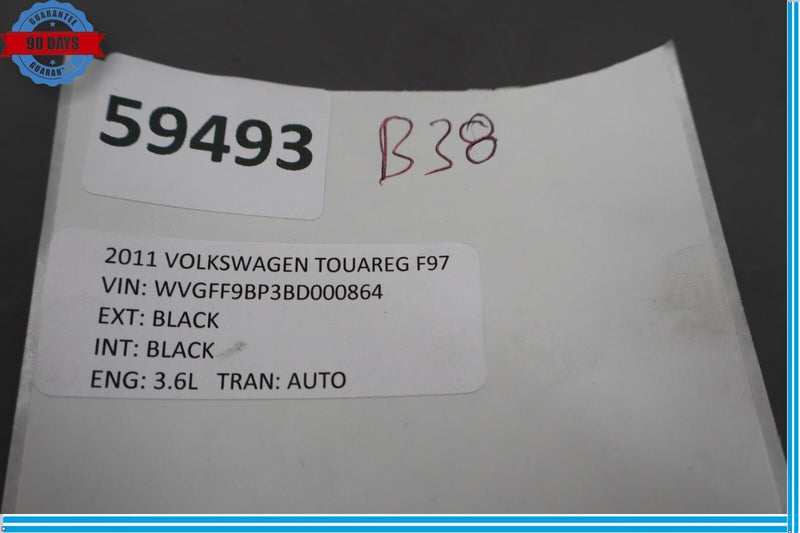 GUARANTEE
90 DAYS
GUARANTEE
59493
B38
2011 VOLKSWAGEN TOUAREG F97
VIN: WVGFF9BP3BD000864
EXT: BLACK
INT: BLACK
ENG: 3.6L TRAN: AUTO